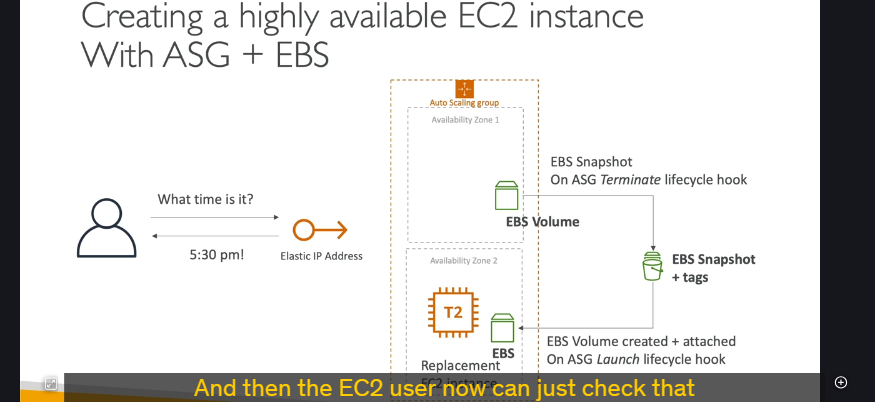 Creating a highly available EC2 instance
With ASG + EBS
Auto Scaling group
Availability Zone 1
EBS Snapshot
On ASG Terminate lifecycle hook
What time is it?
EBS Volume
5:30 pm!
Elastic IP Address
Availability Zone 2
EBS Snapshot
+ tags
T2
EBS
EBS Volume created + attached
On ASG Launch lifecycle hook
Replacement
EC2 instance
And then the EC2 user now can just check that